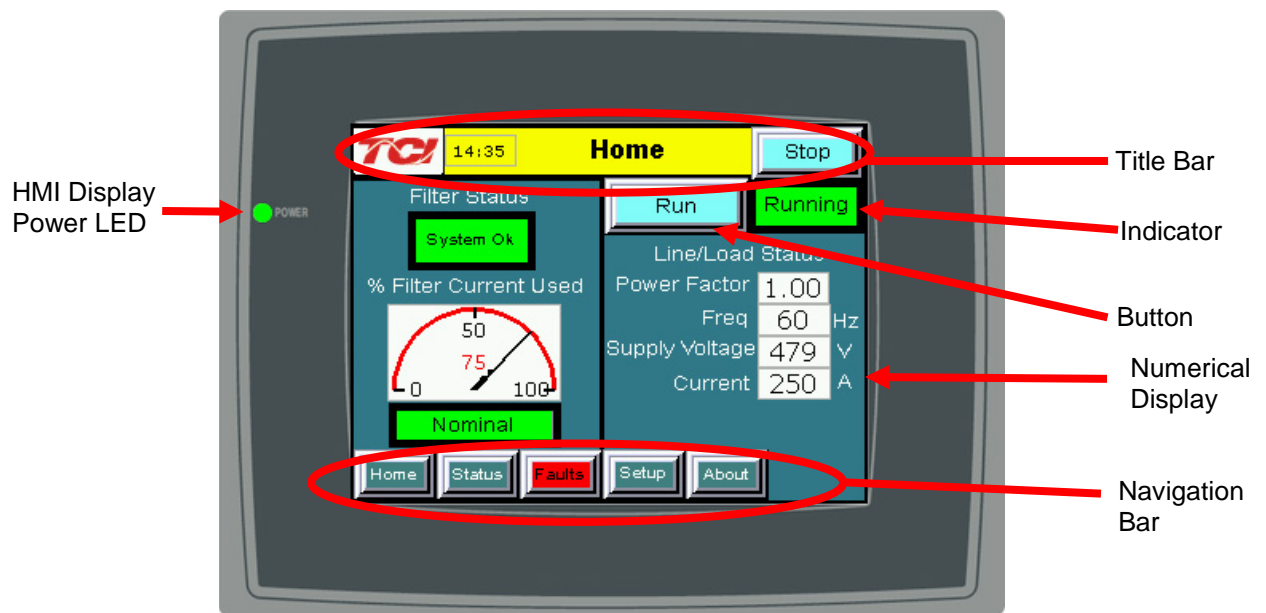 HMI Display
Power LED
POWER
TCI
14:35
Home
Stop
Filter Status
System Ok
% Filter Current Used
50
75
0
100
Nominal
Run
Running
Line/Load Status
Power Factor 1.00
Freq 60 Hz
Supply Voltage 479 V
Current 250 A
Home
Status
Faults
Setup
About
Title Bar
Indicator
Button
Numerical
Display
Navigation
Bar